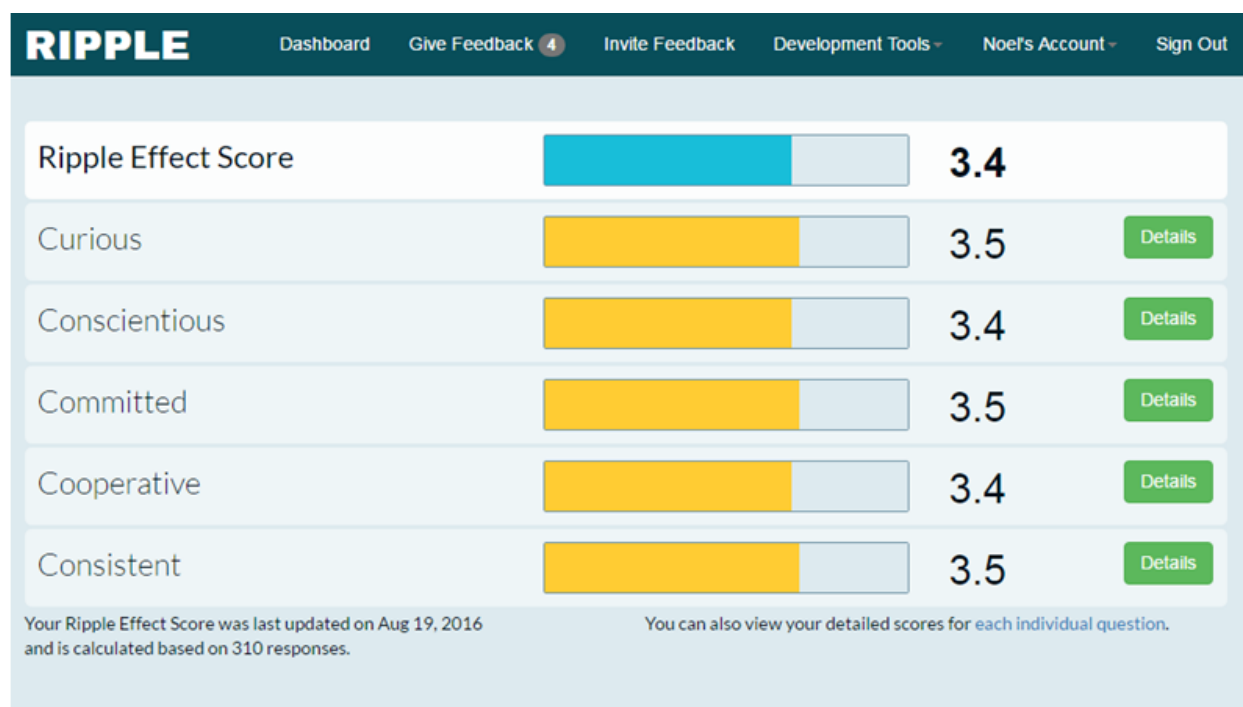 RIPPLE Dashboard Give Feedback 4 Invite Feedback Development Tools Noel's Account Sign Out
Ripple Effect Score 3.4
Curious 3.5 Details
Conscientious 3.4 Details
Committed 3.5 Details
Cooperative 3.4 Details
Consistent 3.5 Details
Your Ripple Effect Score was last updated on Aug 19, 2016
and is calculated based on 310 responses.
You can also view your detailed scores for each individual question.